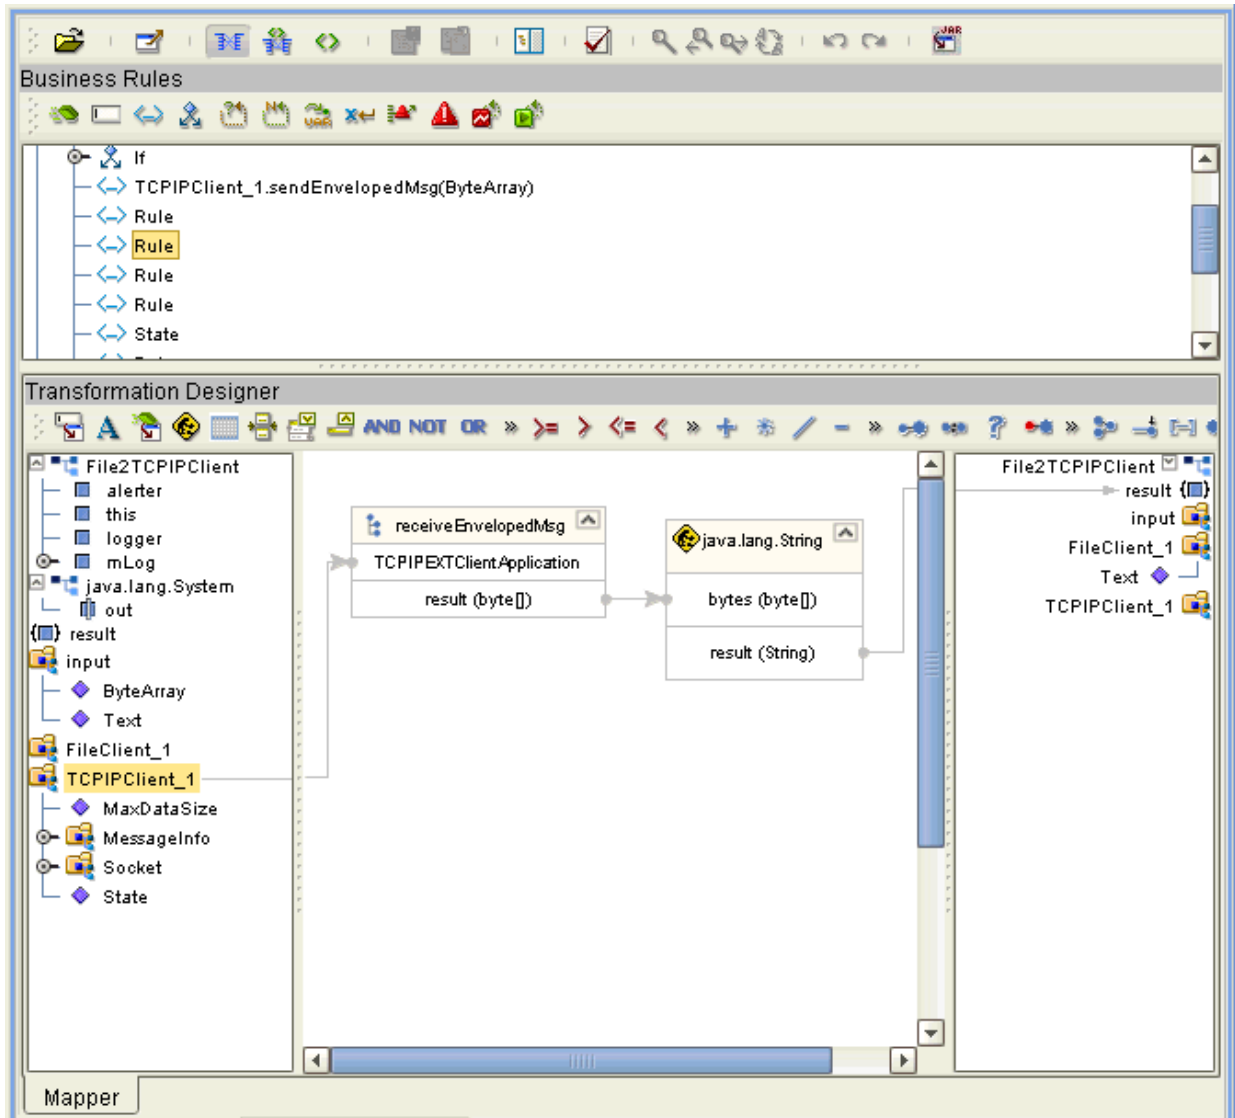 JAR
Business Rules
JAR
If
TCPIPClient_1.sendEnvelopedMsg(ByteArray)
Rule
Rule
Rule
Rule
State
Transformation Designer
A AND NOT OR » >= > <= < » + * / - » ? »
File2TCPIPClient
alerter
this
logger
mLog
java.lang.System
out
{} result
input
ByteArray
Text
FileClient_1
TCPIPClient_1
MaxDataSize
MessageInfo
Socket
State
receiveEnvelopedMsg
TCPIPEXTClientApplication
result (byte[])
java.lang.String
bytes (byte[])
result (String)
File2TCPIPClient
result {}
input
FileClient_1
Text
TCPIPClient_1
Mapper